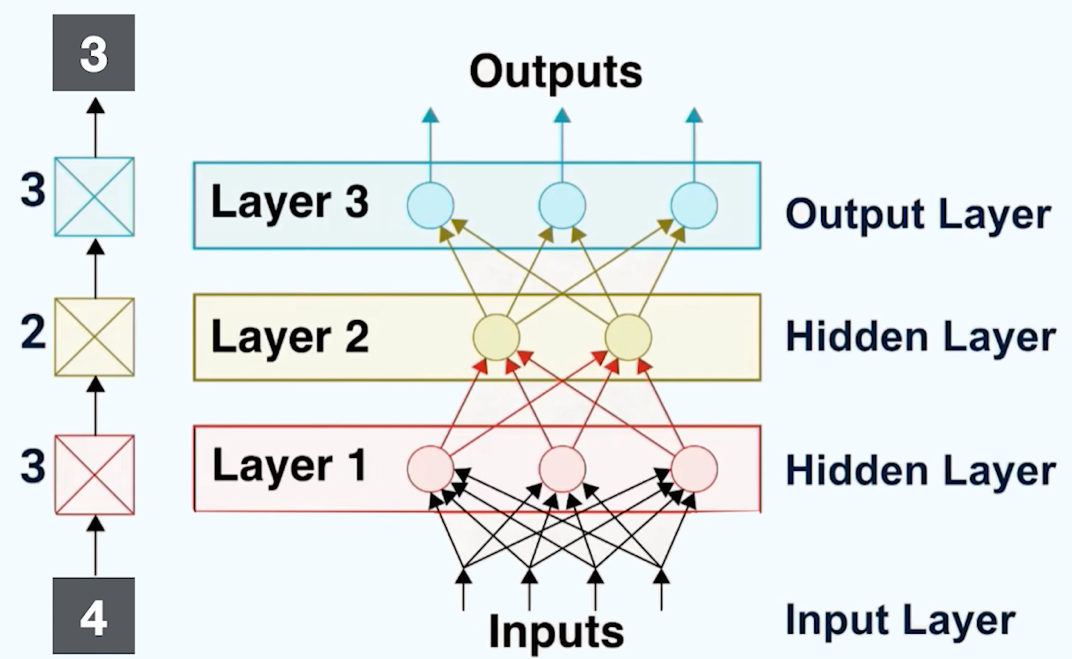 3
Outputs
3
Layer 3
Output Layer
2
Layer 2
Hidden Layer
3
Layer 1
Hidden Layer
4
Inputs
Input Layer